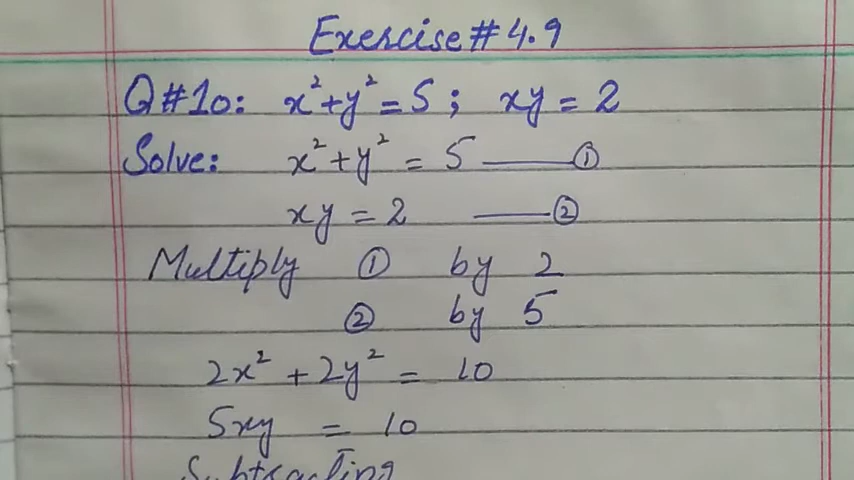 Exercise # 4.9
Q#10: x²+y² = 5 ; xy = 2
Solve: x²+y² = 5 —— ①
xy = 2 —— ②
Multiply ① by 2
② by 5
2x² + 2y² = 10
5xy = 10
Subtracting